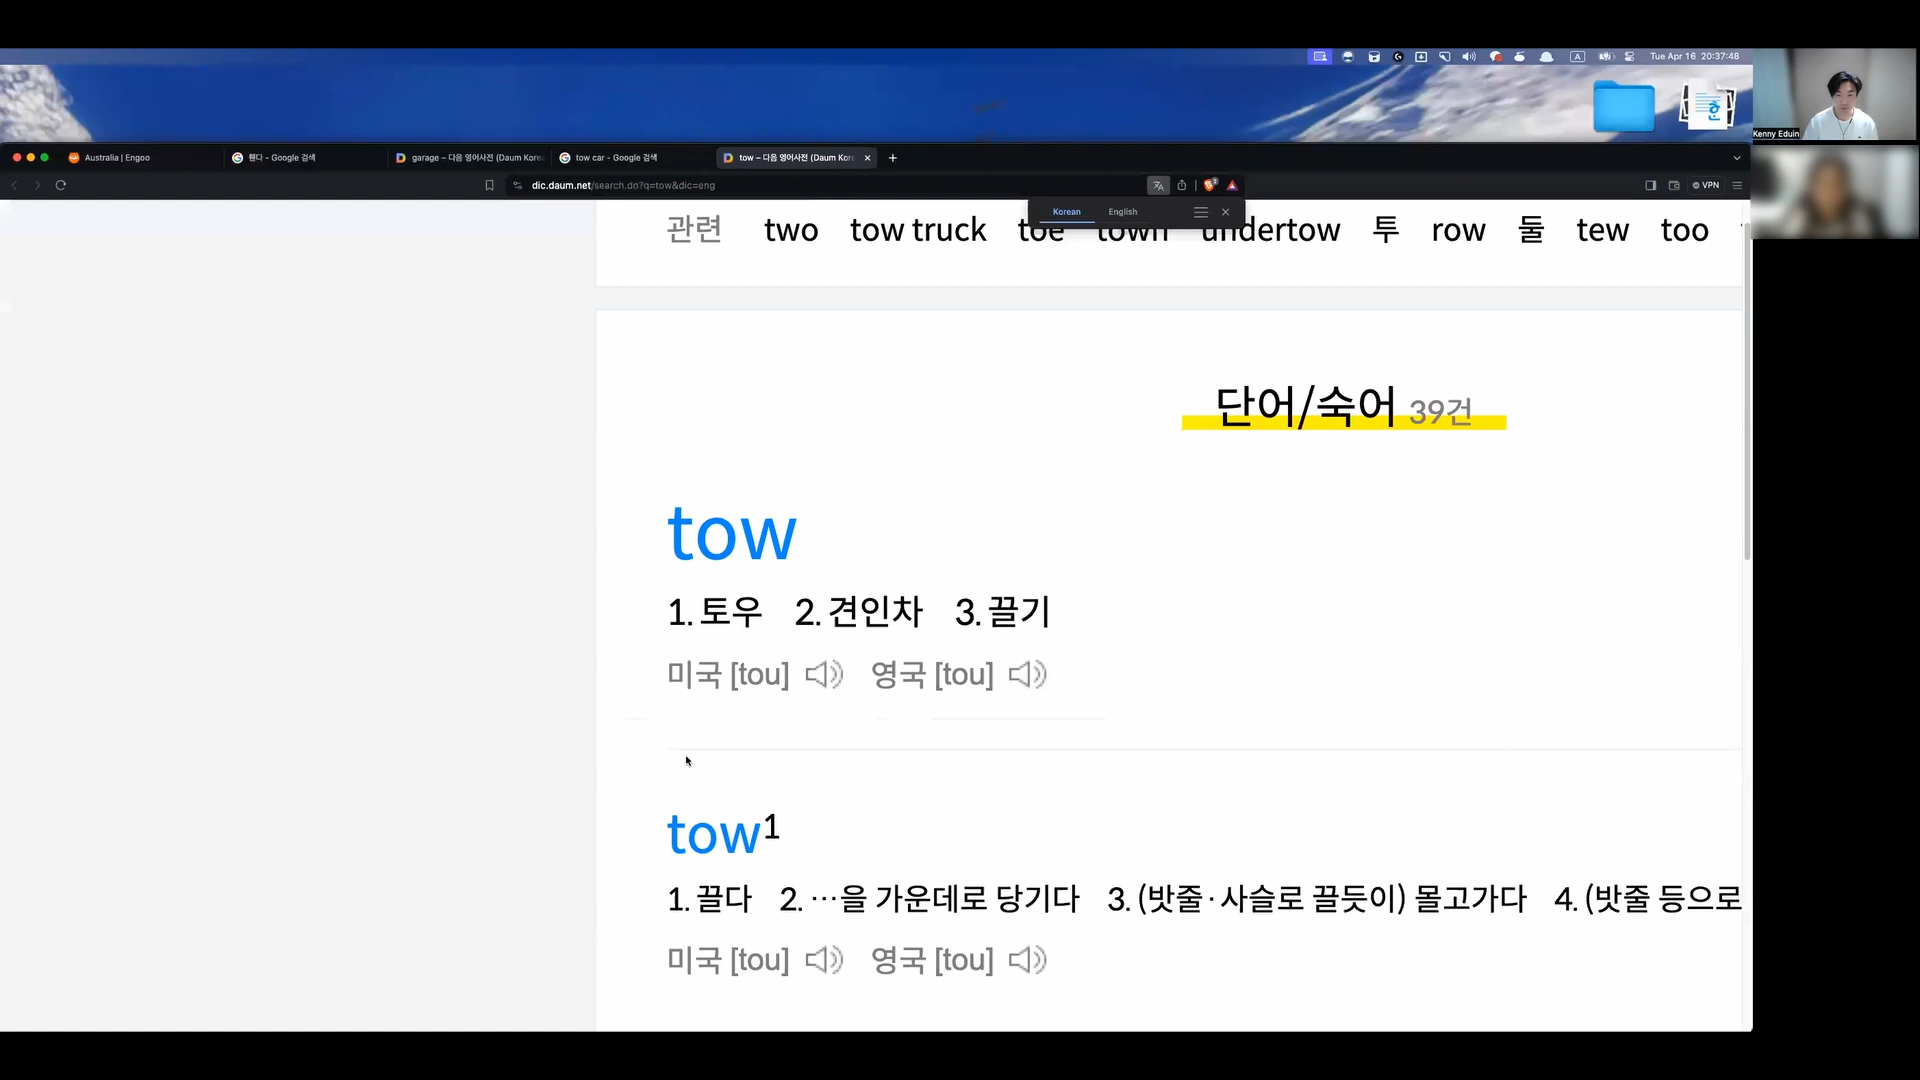 Tue Apr 16 20:37:48
Kenny Eduin
Australia | Engoo
휀다 - Google 검색
garage – 다음 영어사전 (Daum Kore
tow car - Google 검색
tow – 다음 영어사전 (Daum Kor
dic.daum.net/search.do?q=tow&dic=eng
VPN
Korean English
관련 two tow truck toe town undertow 투 row 둘 tew too
단어/숙어 39건
tow
1. 토우 2. 견인차 3. 끌기
미국 [tou] 영국 [tou]
tow1
1. 끌다 2. …을 가운데로 당기다 3. (밧줄·사슬로 끌듯이) 몰고가다 4. (밧줄 등으로
미국 [tou] 영국 [tou]